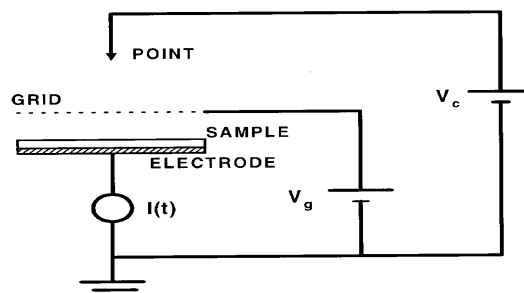 POINT
GRID
V_c
SAMPLE
ELECTRODE
I(t)
V_g